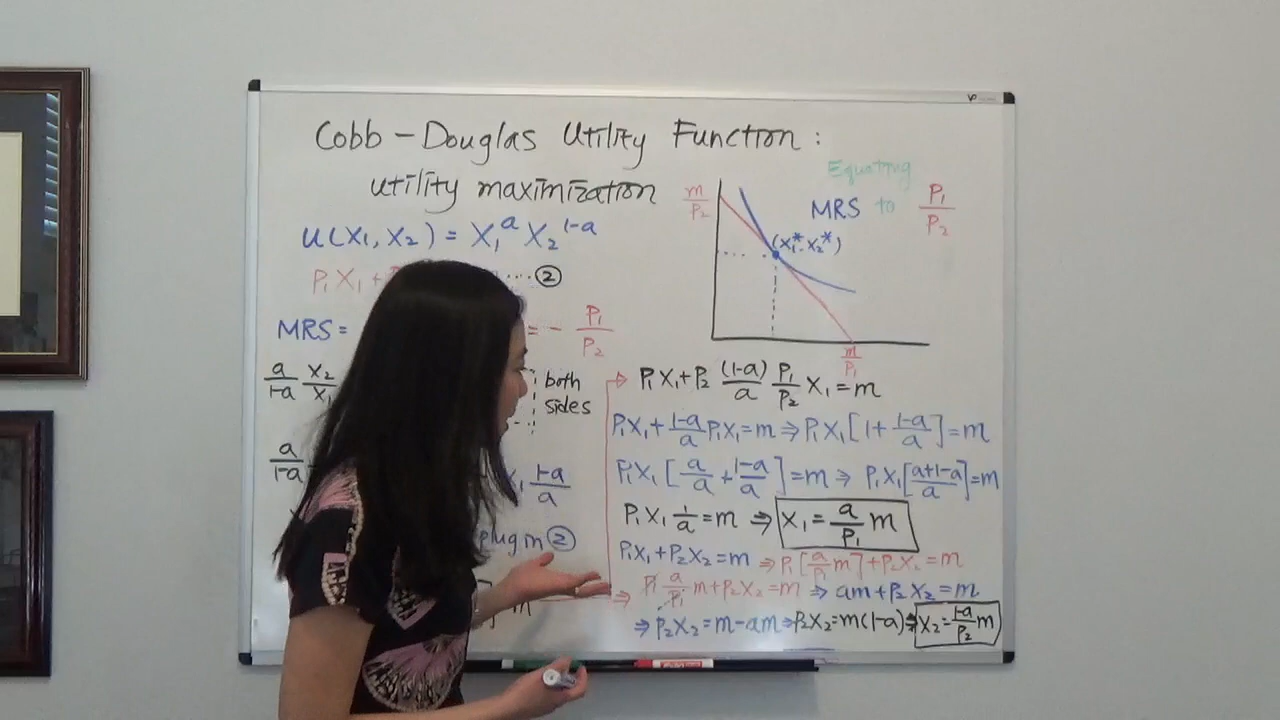 Cobb-Douglas Utility Function:
utility maximization
U(X₁, X₂) = X₁^a X₂^1-a
P₁X₁+
..... ②
MRS =
= - P₁/P₂
a/1-a X₂/X₁
both
sides
a/1-a
X₁ 1-a/a
plug in ②
m
Equating
MRS to P₁/P₂
m/P₂
(X₁*, X₂*)
m/P₁
P₁X₁+P₂ (1-a)/a P₁/P₂ X₁ = m
P₁X₁+ 1-a/a P₁X₁=m ⇒ P₁X₁[1+ 1-a/a]=m
P₁X₁[a/a + 1-a/a]=m ⇒ P₁X₁[a+1-a/a]=m
P₁X₁ 1/a = m ⇒ X₁ = a/P₁ m
P₁X₁+P₂X₂=m ⇒ P₁[a/P₁ m]+P₂X₂=m
⇒ P₁ a/P₁ m+P₂X₂=m ⇒ am+P₂X₂=m
⇒ P₂X₂=m-am ⇒ P₂X₂=m(1-a) ⇒ X₂= 1-a/P₂ m